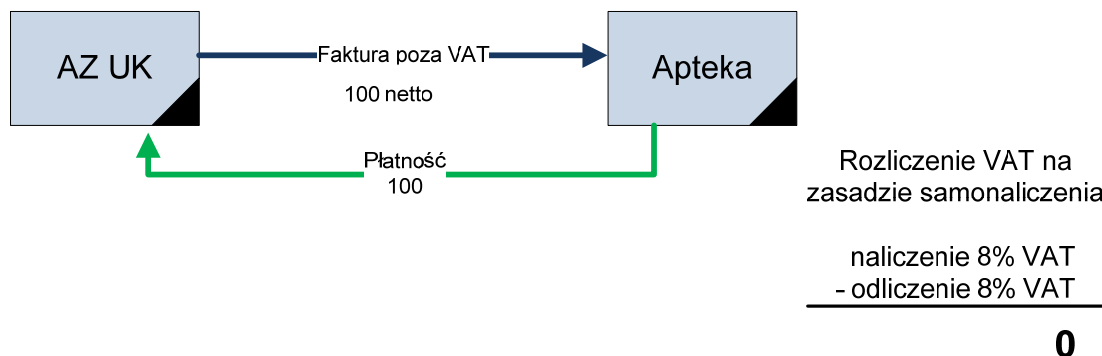 AZ UK
Faktura poza VAT
100 netto
Apteka
Płatność
100
Rozliczenie VAT na
zasadzie samonaliczenia
naliczenie 8% VAT
- odliczenie 8% VAT
0